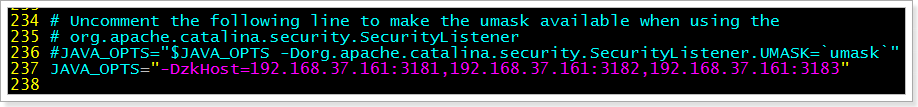 234 # Uncomment the following line to make the umask available when using the
235 # org.apache.catalina.security.SecurityListener
236 #JAVA_OPTS="$JAVA_OPTS -Dorg.apache.catalina.security.SecurityListener.UMASK=`umask`"
237 JAVA_OPTS="-DzkHost=192.168.37.161:3181,192.168.37.161:3182,192.168.37.161:3183"
238